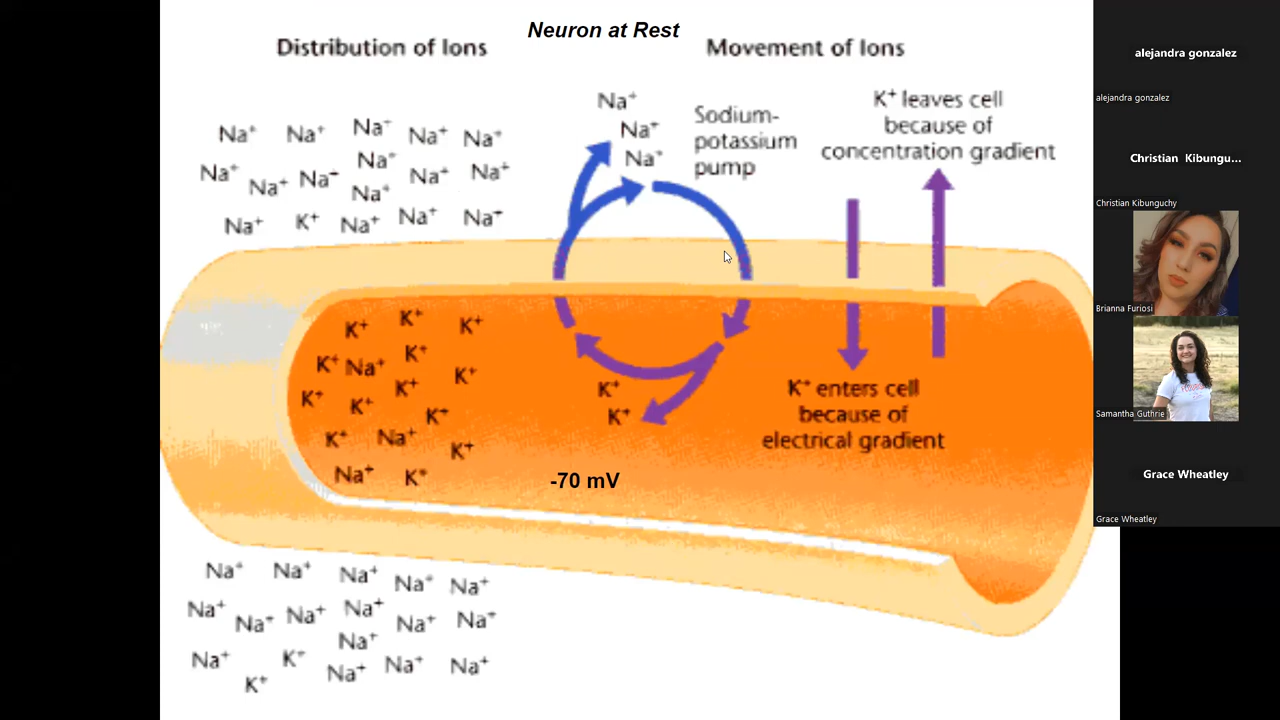 Neuron at Rest
Distribution of Ions
Movement of Ions
Na⁺ Na⁺ Na⁺ Na⁺ Na⁺
Na⁺ Na⁺ Na⁺ Na⁺ Na⁺ Na⁺
Na⁺
Na⁺ K⁺ Na⁺ Na⁺ Na⁺
Na⁺
Na⁺
Na⁺
Sodium-
potassium
pump
K⁺ leaves cell
because of
concentration gradient
K⁺ K⁺ K⁺
K⁺ Na⁺ K⁺
K⁺ K⁺
K⁺ K⁺ K⁺
K⁺ Na⁺ K⁺
Na⁺ K⁺
K⁺
K⁺
K⁺ enters cell
because of
electrical gradient
-70 mV
Na⁺ Na⁺ Na⁺ Na⁺ Na⁺
Na⁺ Na⁺ Na⁺ Na⁺ Na⁺ Na⁺
Na⁺
Na⁺ K⁺ Na⁺ Na⁺ Na⁺
K⁺
alejandra gonzalez
alejandra gonzalez
Christian Kibungu...
Christian Kibunguchy
Brianna Furiosi
Samantha Guthrie
Grace Wheatley
Grace Wheatley